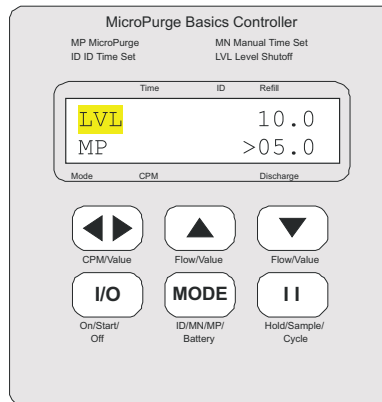 MicroPurge Basics Controller
MP MicroPurge MN Manual Time Set
ID ID Time Set LVL Level Shutoff
Time ID Refill
LVL 10.0
MP >05.0
Mode CPM Discharge
CPM/Value Flow/Value Flow/Value
I/O MODE I I
On/Start/ ID/MN/MP/ Hold/Sample/
Off Battery Cycle